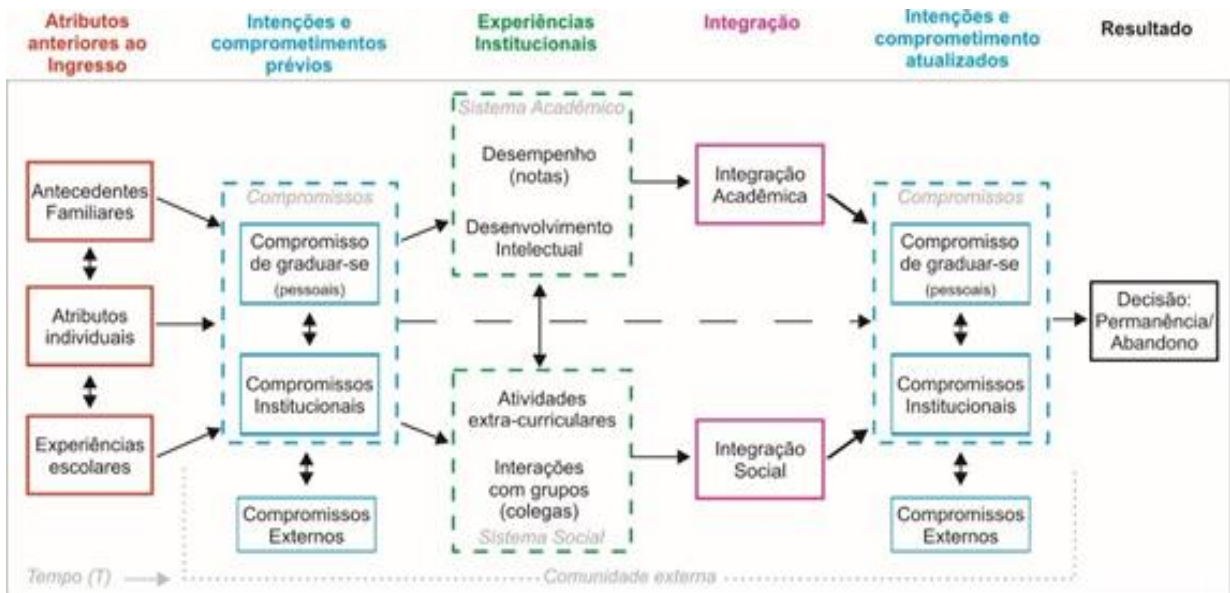 Atributos
anteriores ao
Ingresso
Intenções e
comprometimentos
prévios
Experiências
Institucionais
Integração
Intenções e
comprometimento
atualizados
Resultado
Antecedentes
Familiares
Atributos
individuais
Experiências
escolares
Compromissos
Compromisso
de graduar-se
(pessoais)
Compromissos
Institucionais
Compromissos
Externos
Sistema Acadêmico
Desempenho
(notas)
Desenvolvimento
Intelectual
Atividades
extra-curriculares
Interações
com grupos
(colegas)
Sistema Social
Integração
Acadêmica
Integração
Social
Compromissos
Compromisso
de graduar-se
(pessoais)
Compromissos
Institucionais
Compromissos
Externos
Decisão:
Permanência/
Abandono
Tempo (T)
Comunidade externa